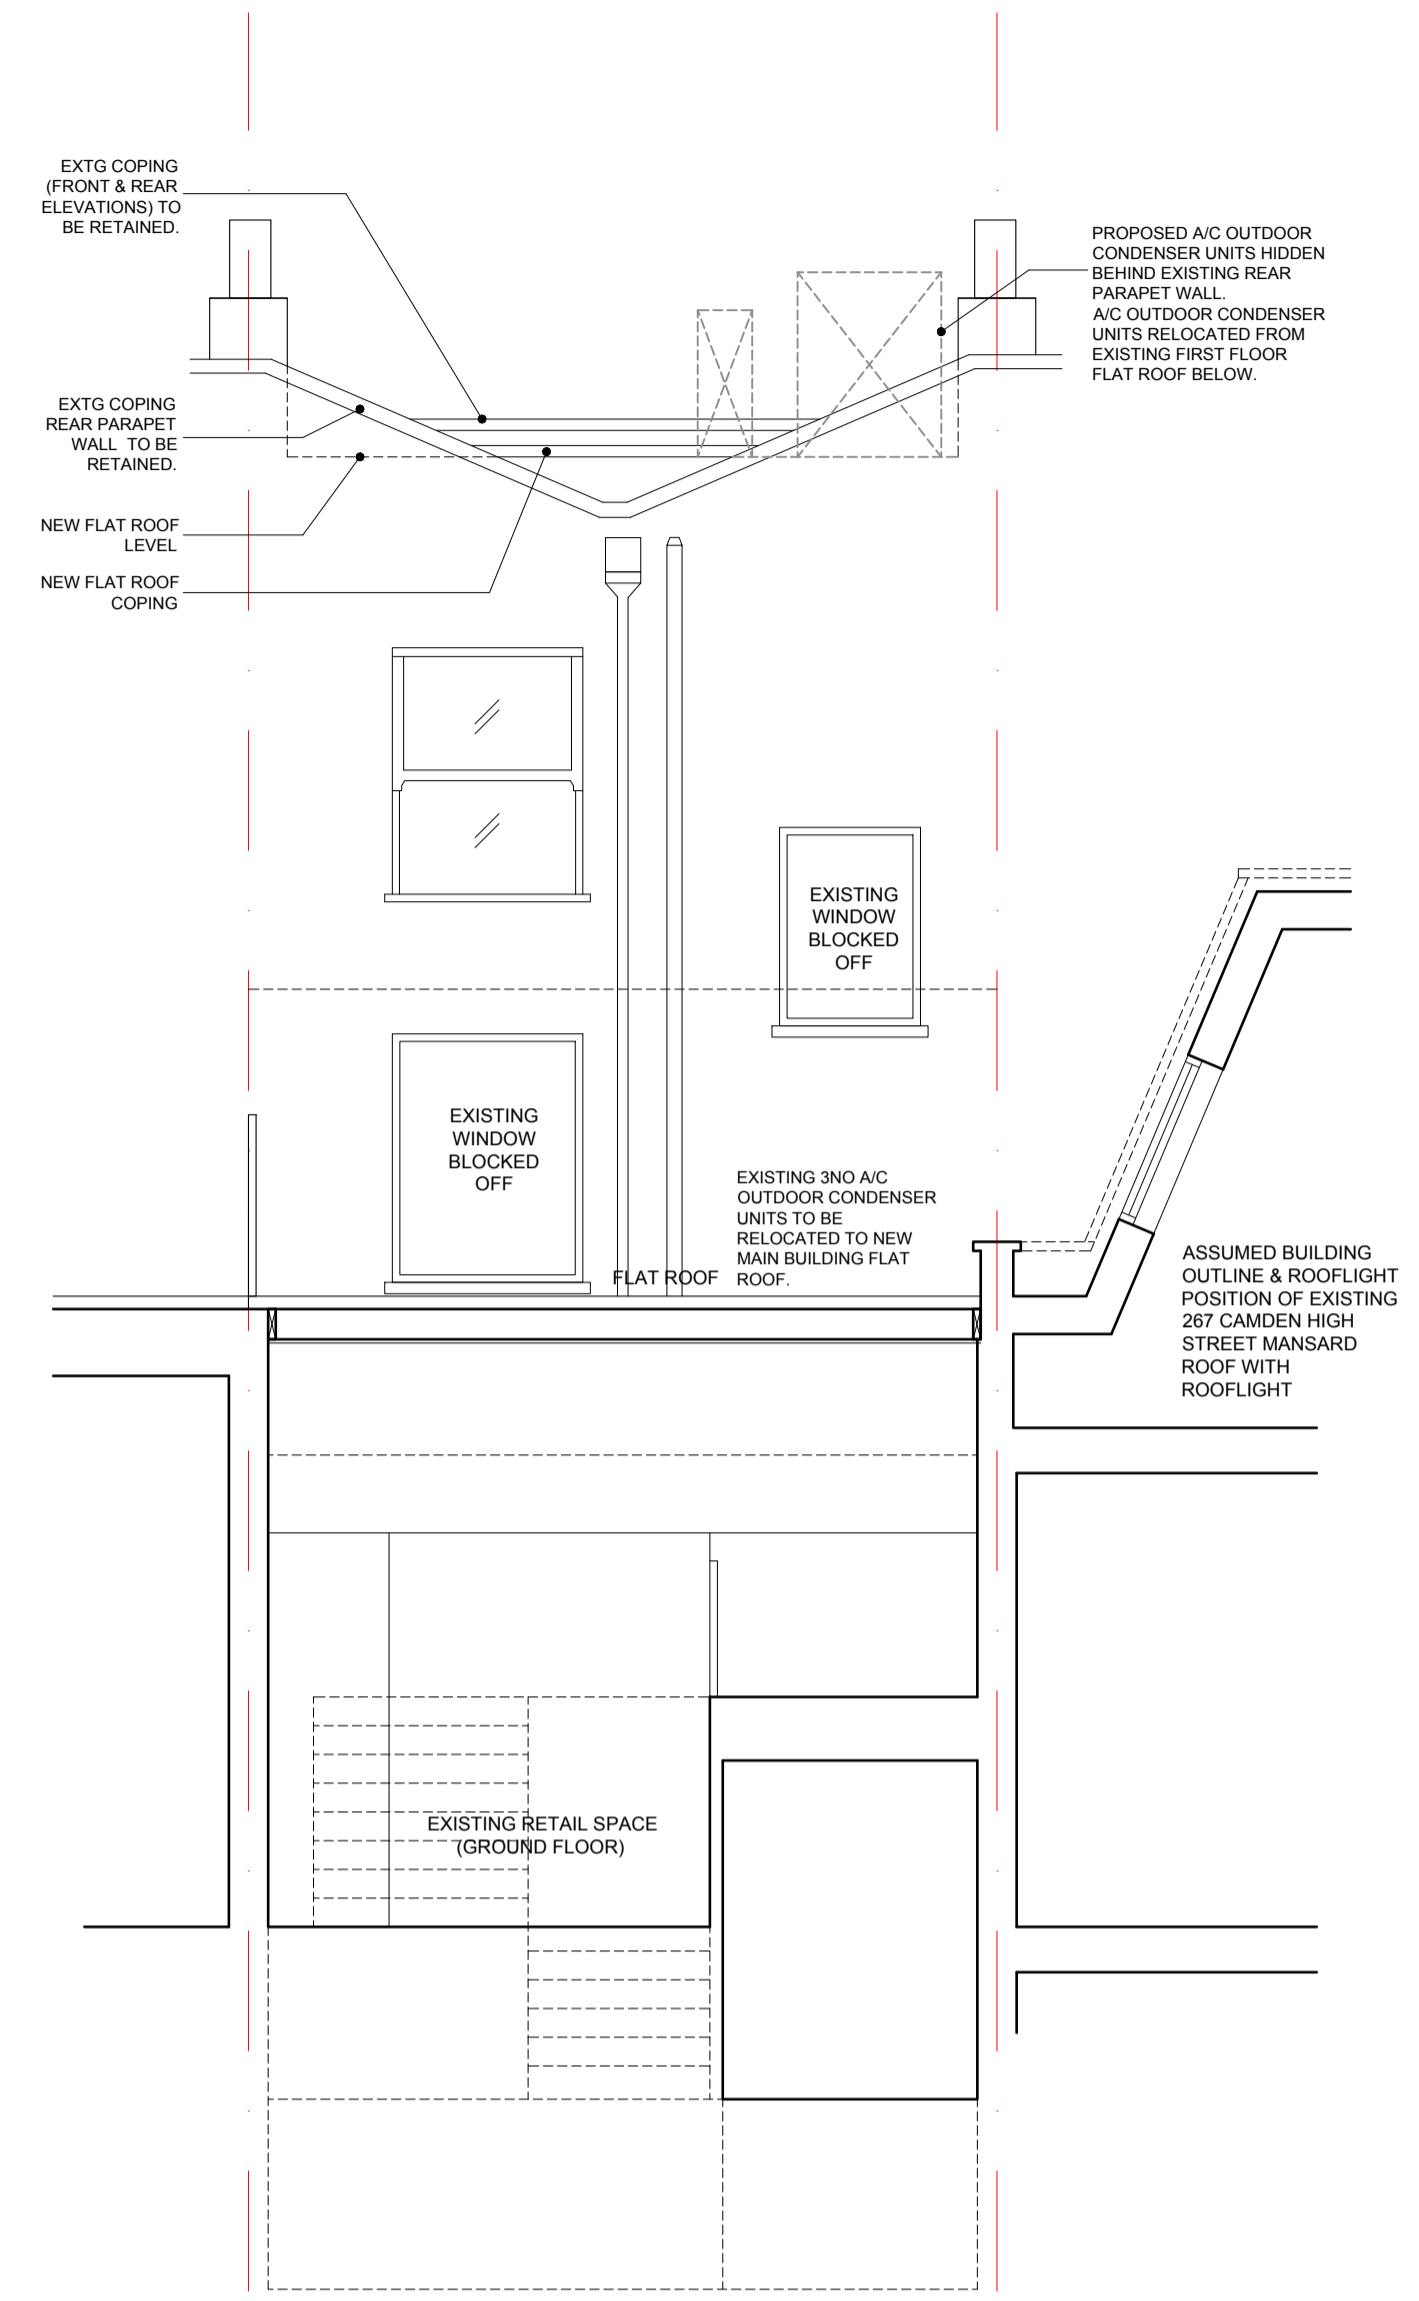 EXTG COPING
(FRONT & REAR
ELEVATIONS) TO
BE RETAINED.
PROPOSED A/C OUTDOOR
CONDENSER UNITS HIDDEN
BEHIND EXISTING REAR
PARAPET WALL.
A/C OUTDOOR CONDENSER
UNITS RELOCATED FROM
EXISTING FIRST FLOOR
FLAT ROOF BELOW.
EXTG COPING
REAR PARAPET
WALL TO BE
RETAINED.
NEW FLAT ROOF
LEVEL
NEW FLAT ROOF
COPING
EXISTING
WINDOW
BLOCKED
OFF
EXISTING
WINDOW
BLOCKED
OFF
EXISTING 3NO A/C
OUTDOOR CONDENSER
UNITS TO BE
RELOCATED TO NEW
MAIN BUILDING FLAT
ROOF.
FLAT ROOF
ASSUMED BUILDING
OUTLINE & ROOFLIGHT
POSITION OF EXISTING
267 CAMDEN HIGH
STREET MANSARD
ROOF WITH
ROOFLIGHT
EXISTING RETAIL SPACE
(GROUND FLOOR)